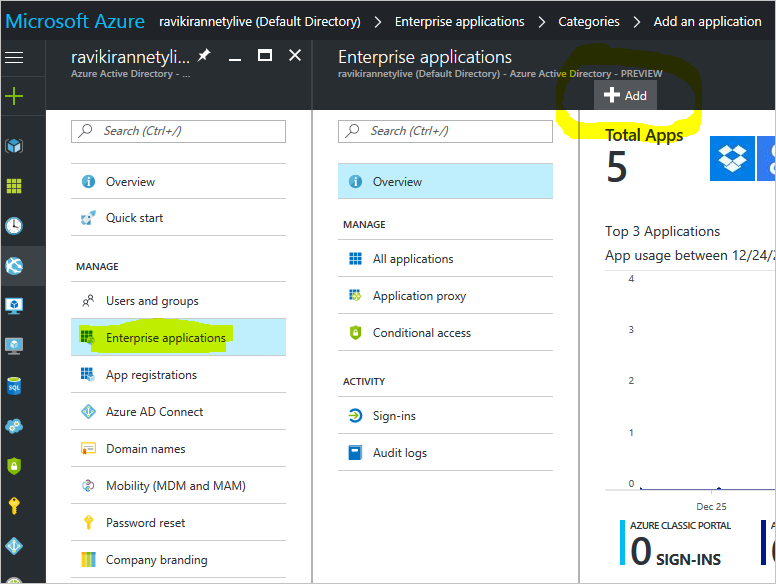 Microsoft Azure ravikirannetylive (Default Directory) > Enterprise applications > Categories > Add an application
ravikirannetyli...
Azure Active Directory - ...
Search (Ctrl+/)
Overview
Quick start
MANAGE
Users and groups
Enterprise applications
App registrations
Azure AD Connect
Domain names
Mobility (MDM and MAM)
Password reset
Company branding
Enterprise applications
ravikirannetylive (Default Directory) - Azure Active Directory - PREVIEW
Add
Search (Ctrl+/)
Overview
MANAGE
All applications
Application proxy
Conditional access
ACTIVITY
Sign-ins
Audit logs
Total Apps
5
Top 3 Applications
App usage between 12/24/2
4
3
2
1
0
Dec 25
AZURE CLASSIC PORTAL
0 SIGN-INS
SQL